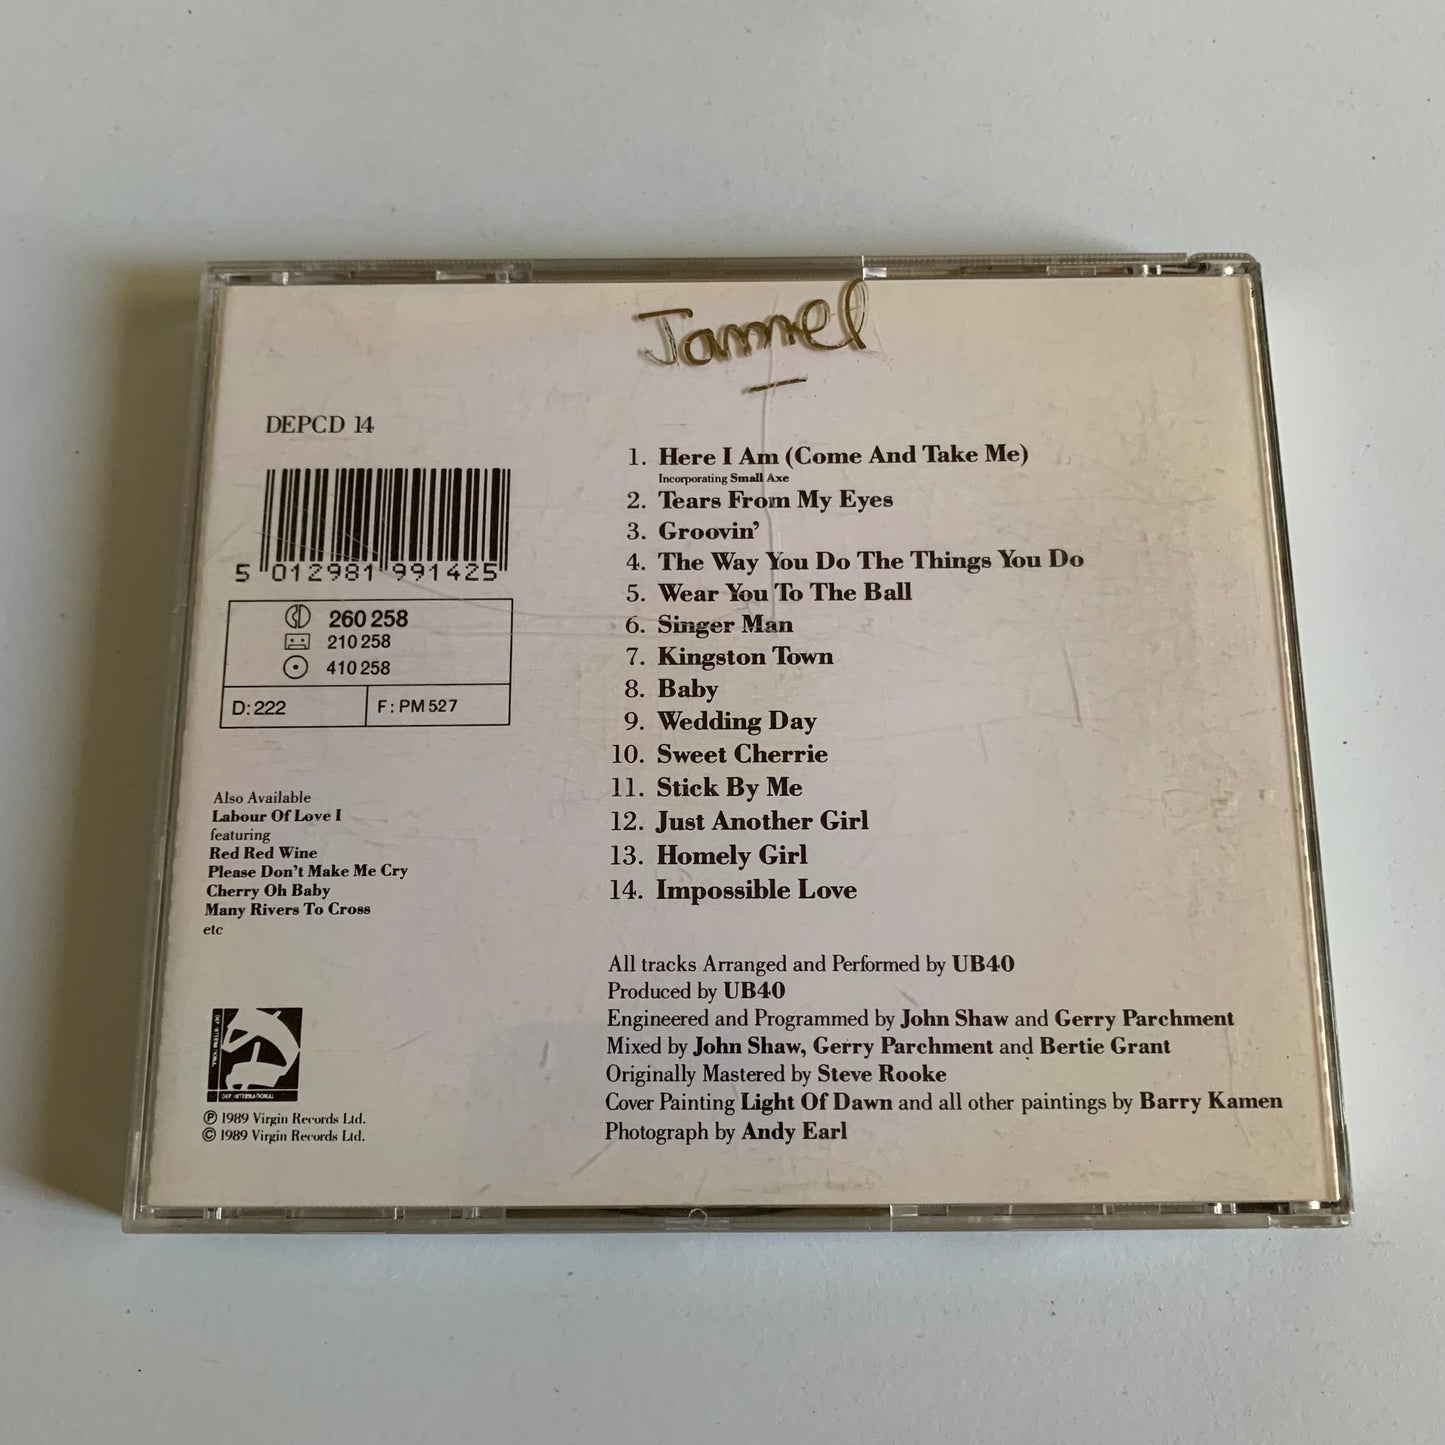 Jammel
DEPCD 14
5 012981 991425
CD 260 258
210 258
410 258
D: 222
F: PM 527
Also Available
Labour Of Love I
featuring
Red Red Wine
Please Don't Make Me Cry
Cherry Oh Baby
Many Rivers To Cross
etc
DEP INTERNATIONAL
DEP INTERNATIONAL
℗ 1989 Virgin Records Ltd.
© 1989 Virgin Records Ltd.
1. Here I Am (Come And Take Me)
Incorporating Small Axe
2. Tears From My Eyes
3. Groovin'
4. The Way You Do The Things You Do
5. Wear You To The Ball
6. Singer Man
7. Kingston Town
8. Baby
9. Wedding Day
10. Sweet Cherrie
11. Stick By Me
12. Just Another Girl
13. Homely Girl
14. Impossible Love
All tracks Arranged and Performed by UB40
Produced by UB40
Engineered and Programmed by John Shaw and Gerry Parchment
Mixed by John Shaw, Gerry Parchment and Bertie Grant
Originally Mastered by Steve Rooke
Cover Painting Light Of Dawn and all other paintings by Barry Kamen
Photograph by Andy Earl